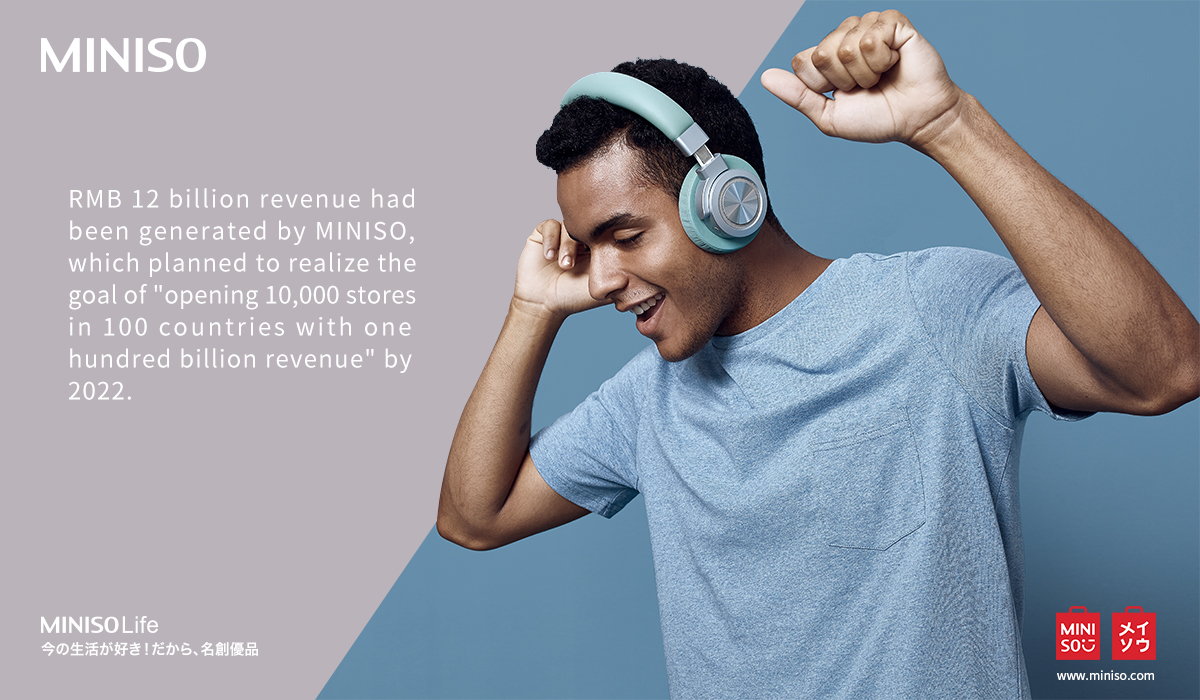 MINISO
RMB 12 billion revenue had
been generated by MINISO,
which planned to realize the
goal of "opening 10,000 stores
in 100 countries with one
hundred billion revenue" by
2022.
MINISO Life
今の生活が好き！だから、名創優品
MINI
SO
メイ
ソウ
www.miniso.com